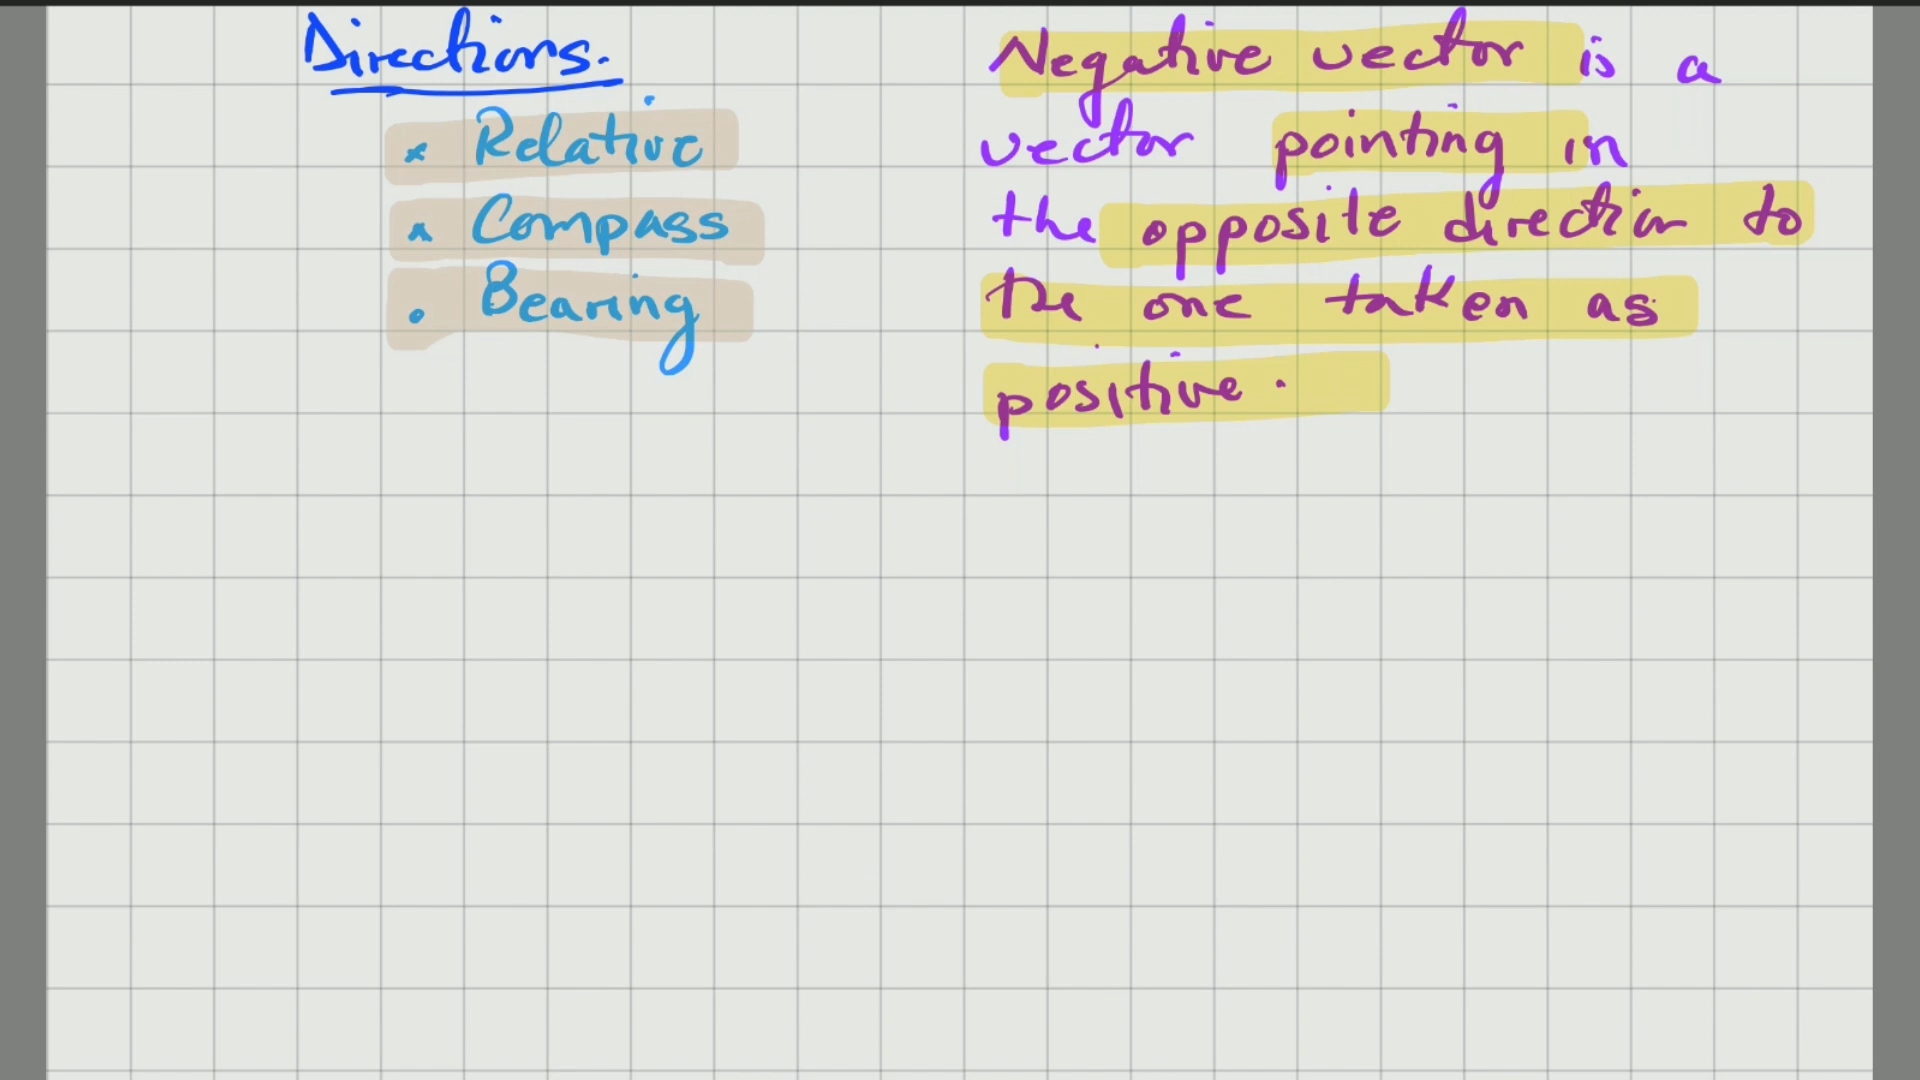 Directions.
* Relative
* Compass
• Bearing
Negative vector is a
vector pointing in
the opposite direction to
the one taken as
positive.